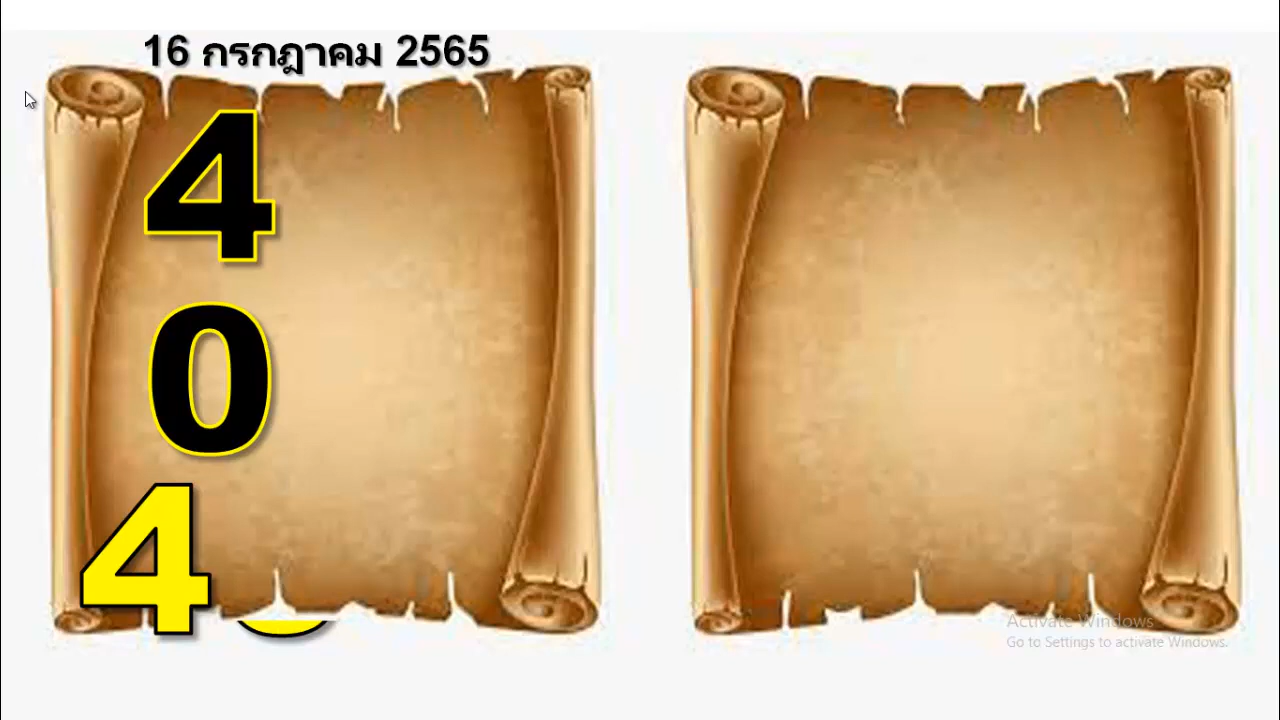 16 กรกฎาคม 2565
4
0
4
Activate Windows
Go to Settings to activate Windows.